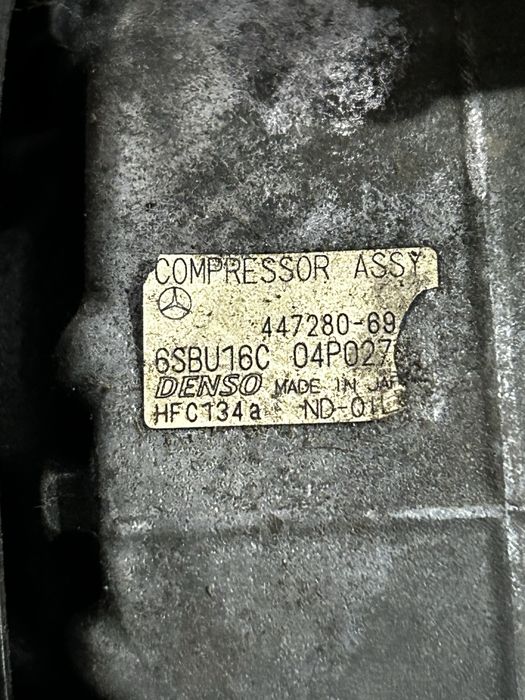 COMPRESSOR ASSY
447280-69
6SBU16C 04P027
DENSO MADE IN JAP
HFC134a ND-OIL